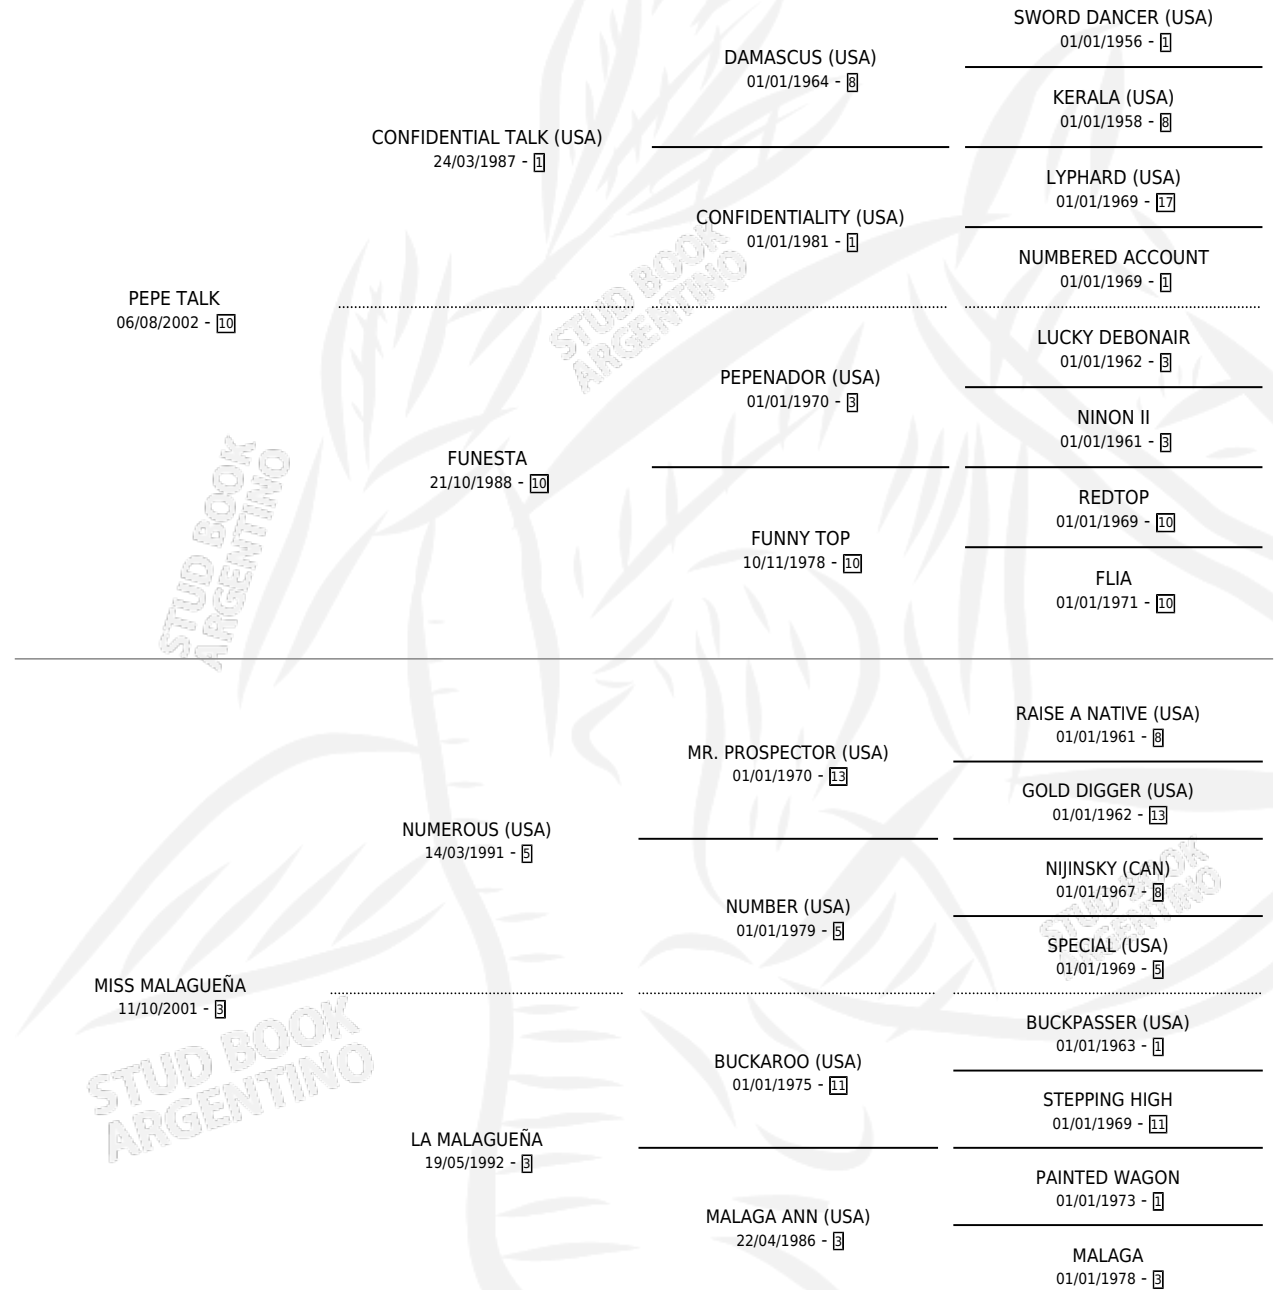 SWORD DANCER (USA)
01/01/1956 - 1
DAMASCUS (USA)
01/01/1964 - 8
KERALA (USA)
01/01/1958 - 8
CONFIDENTIAL TALK (USA)
24/03/1987 - 1
LYPHARD (USA)
01/01/1969 - 17
CONFIDENTIALITY (USA)
01/01/1981 - 1
NUMBERED ACCOUNT
01/01/1969 - 1
PEPE TALK
06/08/2002 - 10
LUCKY DEBONAIR
01/01/1962 - 3
PEPENADOR (USA)
01/01/1970 - 3
NINON II
01/01/1961 - 3
FUNESTA
21/10/1988 - 10
REDTOP
01/01/1969 - 10
FUNNY TOP
10/11/1978 - 10
FLIA
01/01/1971 - 10
RAISE A NATIVE (USA)
01/01/1961 - 8
MR. PROSPECTOR (USA)
01/01/1970 - 13
GOLD DIGGER (USA)
01/01/1962 - 13
NUMEROUS (USA)
14/03/1991 - 5
NIJINSKY (CAN)
01/01/1967 - 8
NUMBER (USA)
01/01/1979 - 5
SPECIAL (USA)
01/01/1969 - 5
MISS MALAGUEÑA
11/10/2001 - 3
BUCKPASSER (USA)
01/01/1963 - 1
BUCKAROO (USA)
01/01/1975 - 11
STEPPING HIGH
01/01/1969 - 11
LA MALAGUEÑA
19/05/1992 - 3
PAINTED WAGON
01/01/1973 - 1
MALAGA ANN (USA)
22/04/1986 - 3
MALAGA
01/01/1978 - 3
STUD BOOK
ARGENTINO
STUD BOOK
ARGENTINO
STUD BOOK
ARGENTINO
STUD BOOK
ARGENTINO